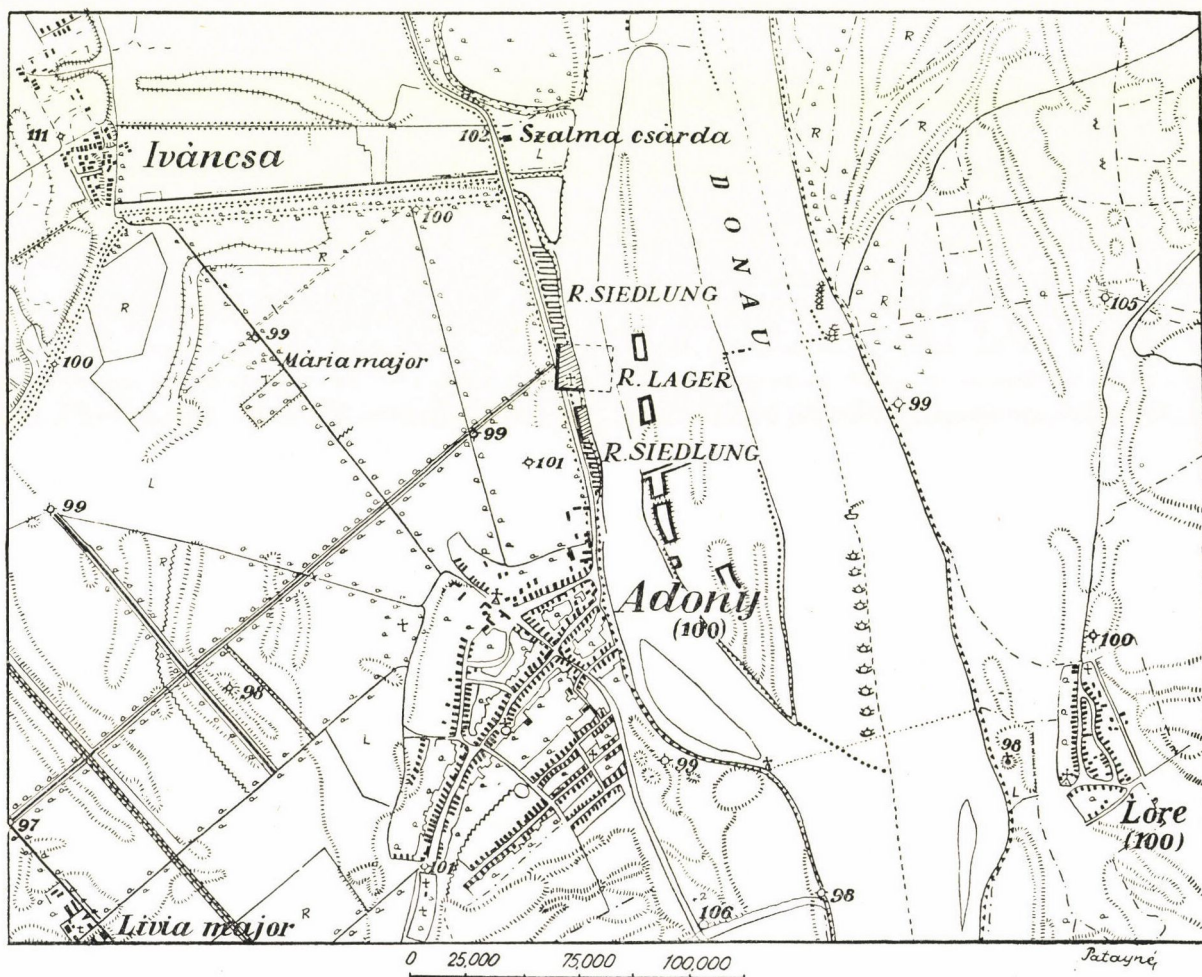 111
Iváncsa
102
Szalma csárda
L
R
R
R
R
R
DONAU
100
R
R
R
105
100
99
Mária major
R. SIEDLUNG
R. LAGER
99
99
101
R. SIEDLUNG
L
99
R
Adony
(100)
100
98
L
99
98
L
97
101
Lóre
(100)
Livia major
R
106
98
Patayné
0 25,000 75,000 100,000